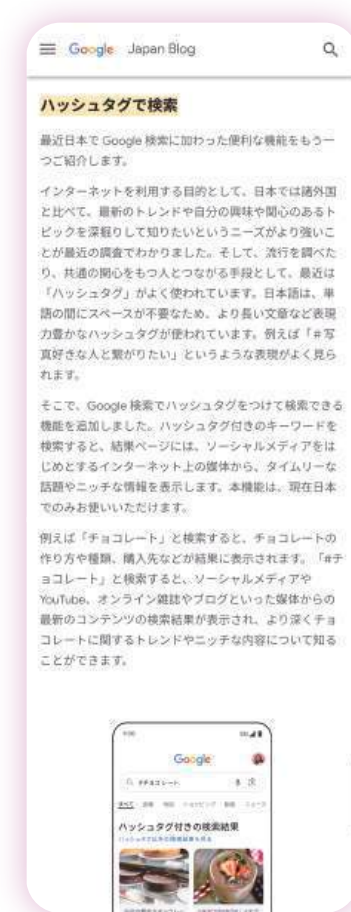 Google Japan Blog
ハッシュタグで検索
最近日本で Google 検索に加わった便利な機能をもう一
つご紹介します。
インターネットを利用する目的として、日本では諸外国
と比べて、最新のトレンドや自分の興味や関心のあるト
ピックを深堀りして知りたいというニーズがより強いこ
とが最近の調査でわかりました。そして、流行を調べた
り、共通の関心をもつ人とつながる手段として、最近は
「ハッシュタグ」がよく使われています。日本語は、単
語の間にスペースが不要なため、より長い文章など表現
力豊かなハッシュタグが使われています。例えば「＃写
真好きな人と繋がりたい」というような表現がよく見ら
れます。
そこで、Google 検索でハッシュタグをつけて検索できる
機能を追加しました。ハッシュタグ付きのキーワードを
検索すると、結果ページには、ソーシャルメディアをは
じめとするインターネット上の媒体から、タイムリーな
話題やニッチな情報を表示します。本機能は、現在日本
でのみお使いいただけます。
例えば「チョコレート」と検索すると、チョコレートの
作り方や種類、購入先などが結果に表示されます。「#チ
ョコレート」と検索すると、ソーシャルメディアや
YouTube、オンライン雑誌やブログといった媒体からの
最新のコンテンツの検索結果が表示され、より深くチョ
コレートに関するトレンドやニッチな内容について知る
ことができます。
Google
#チョコレート
すべて 画像 地図 ショッピング 動画 ニュース
ハッシュタグ付きの検索結果